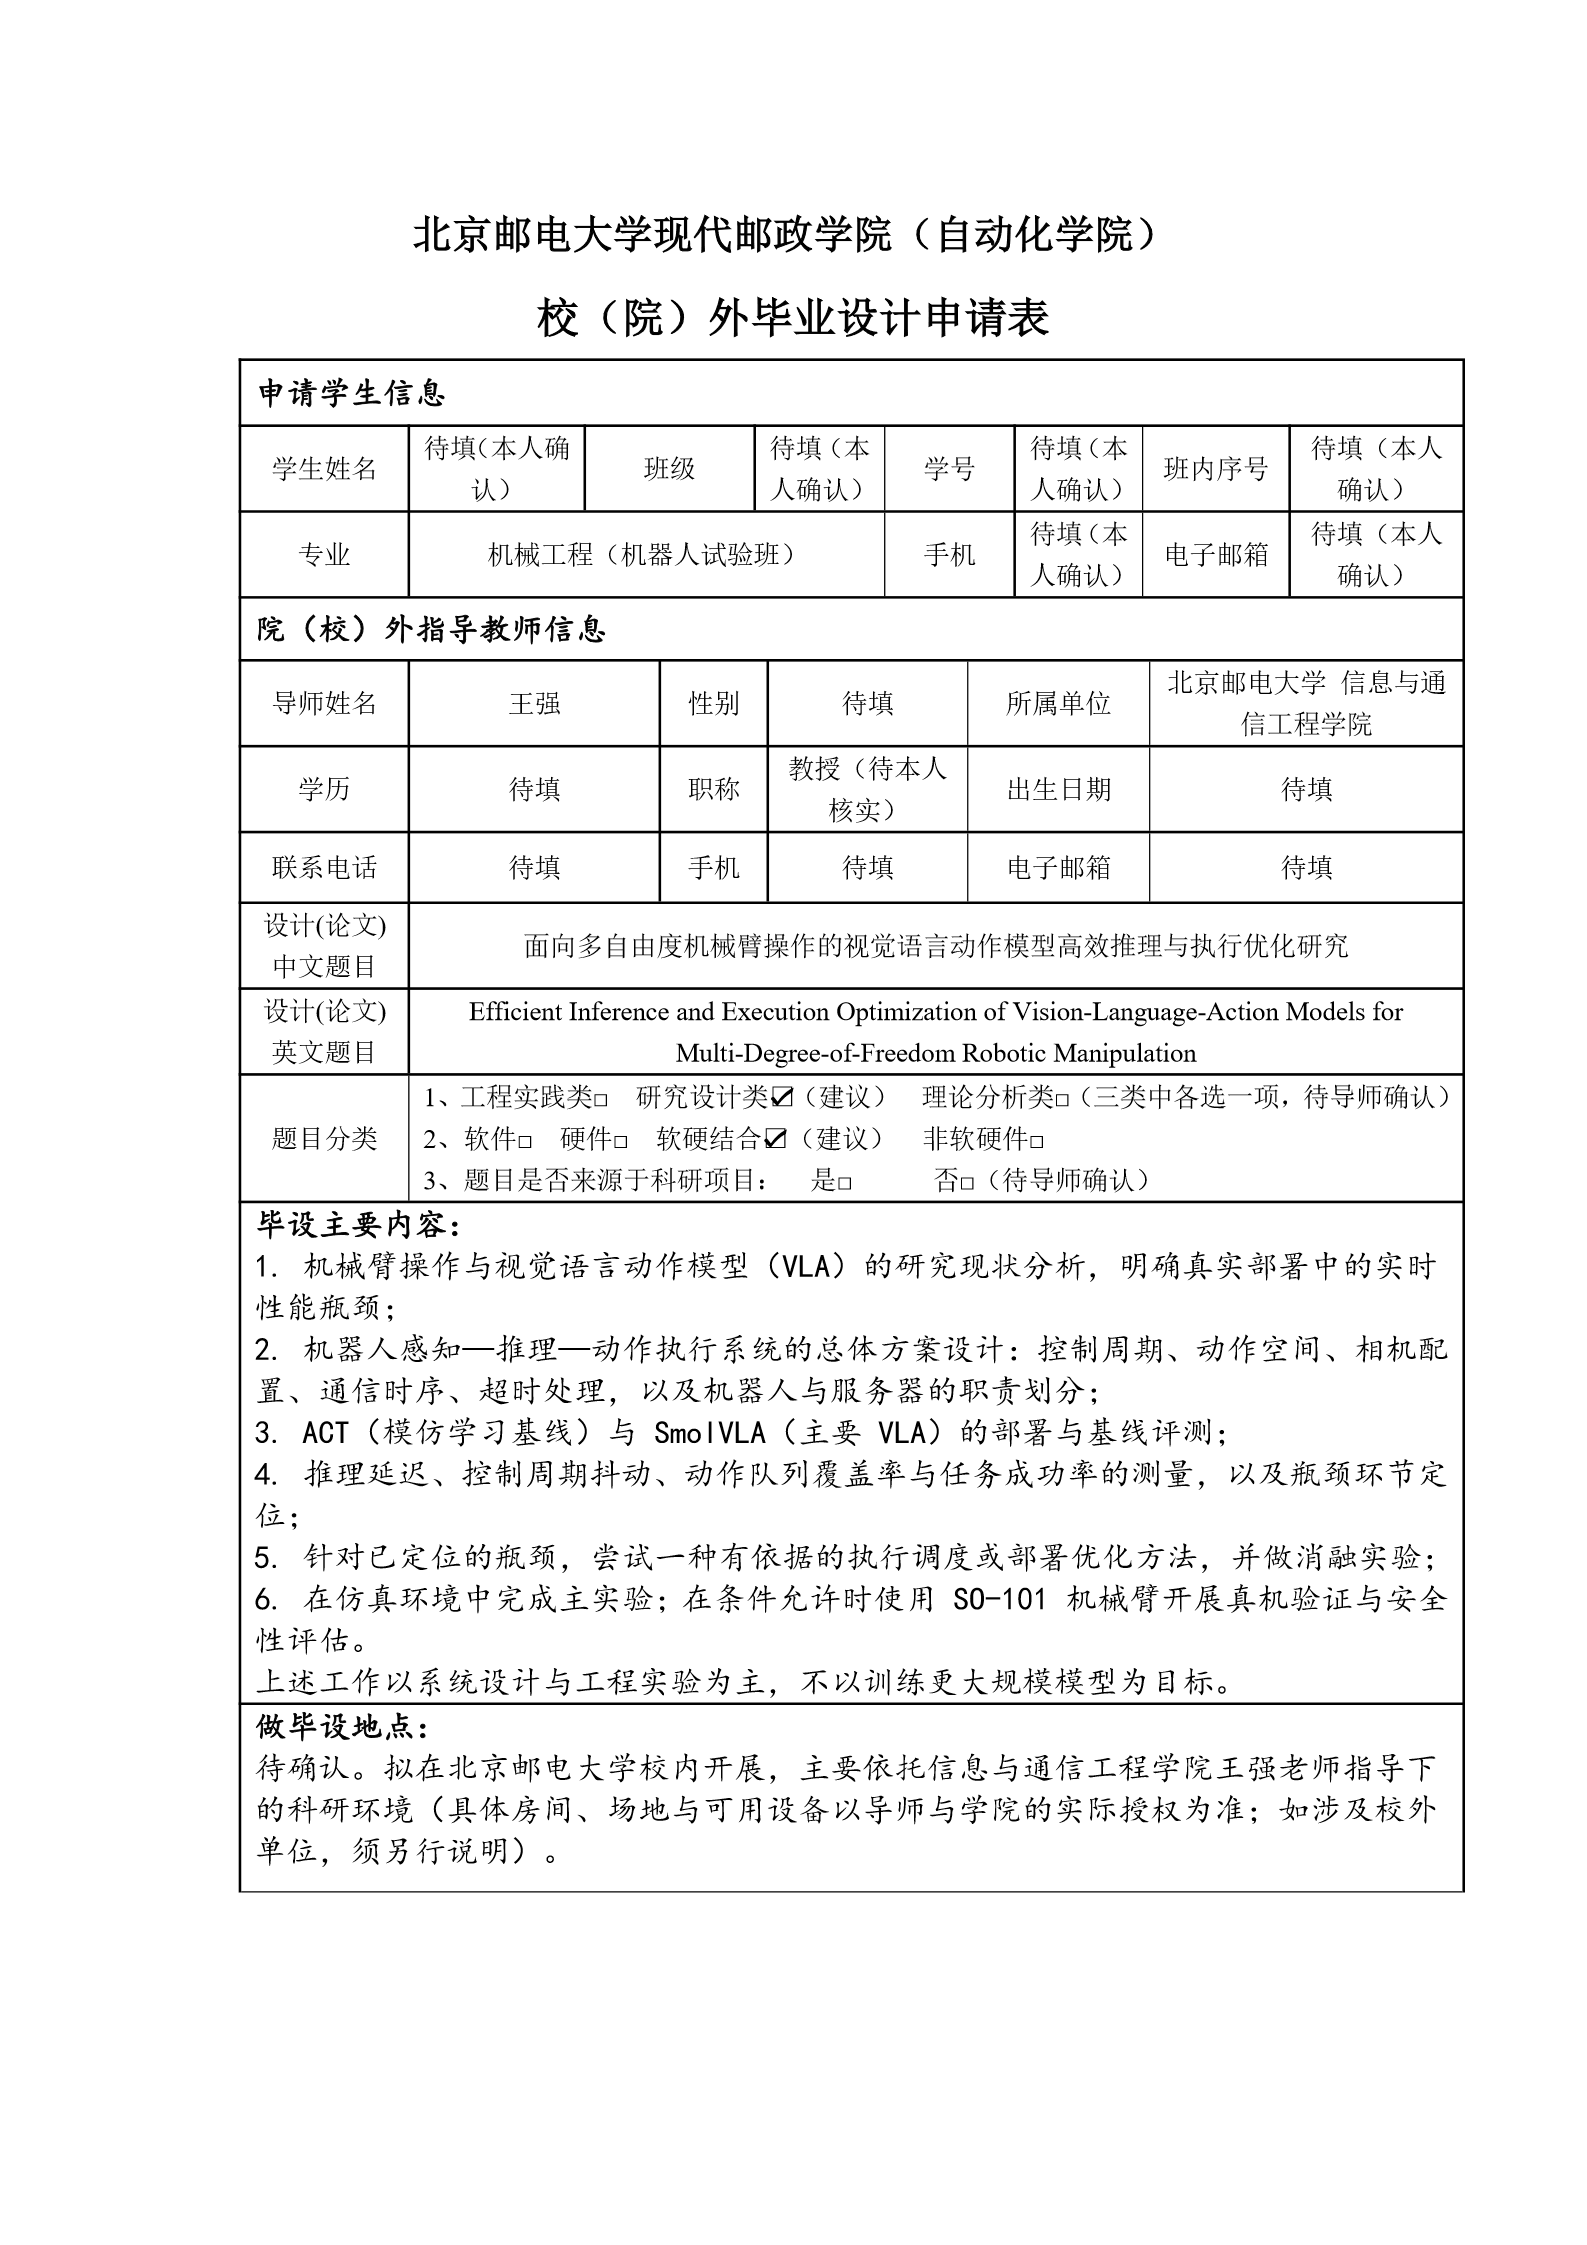 北京邮电大学现代邮政学院（自动化学院）
校（院）外毕业设计申请表
申请学生信息
学生姓名 待填（本人确认） 班级 待填（本人确认） 学号 待填（本人确认） 班内序号 待填（本人确认）
专业 机械工程（机器人试验班） 手机 待填（本人确认） 电子邮箱 待填（本人确认）
院（校）外指导教师信息
导师姓名 王强 性别 待填 所属单位 北京邮电大学 信息与通信工程学院
学历 待填 职称 教授（待本人核实） 出生日期 待填
联系电话 待填 手机 待填 电子邮箱 待填
设计(论文)中文题目 面向多自由度机械臂操作的视觉语言动作模型高效推理与执行优化研究
设计(论文)英文题目 Efficient Inference and Execution Optimization of Vision-Language-Action Models for
Multi-Degree-of-Freedom Robotic Manipulation
题目分类
1、工程实践类□ 研究设计类☑（建议） 理论分析类□（三类中各选一项，待导师确认）
2、软件□ 硬件□ 软硬结合☑（建议） 非软硬件□
3、题目是否来源于科研项目： 是□ 否□（待导师确认）
毕设主要内容：
1. 机械臂操作与视觉语言动作模型（VLA）的研究现状分析，明确真实部署中的实时
性能瓶颈；
2. 机器人感知—推理—动作执行系统的总体方案设计：控制周期、动作空间、相机配
置、通信时序、超时处理，以及机器人与服务器的职责划分；
3. ACT（模仿学习基线）与 SmolVLA（主要 VLA）的部署与基线评测；
4. 推理延迟、控制周期抖动、动作队列覆盖率与任务成功率的测量，以及瓶颈环节定
位；
5. 针对已定位的瓶颈，尝试一种有依据的执行调度或部署优化方法，并做消融实验；
6. 在仿真环境中完成主实验；在条件允许时使用 SO-101 机械臂开展真机验证与安全
性评估。
上述工作以系统设计与工程实验为主，不以训练更大规模模型为目标。
做毕设地点：
待确认。拟在北京邮电大学校内开展，主要依托信息与通信工程学院王强老师指导下
的科研环境（具体房间、场地与可用设备以导师与学院的实际授权为准；如涉及校外
单位，须另行说明）。